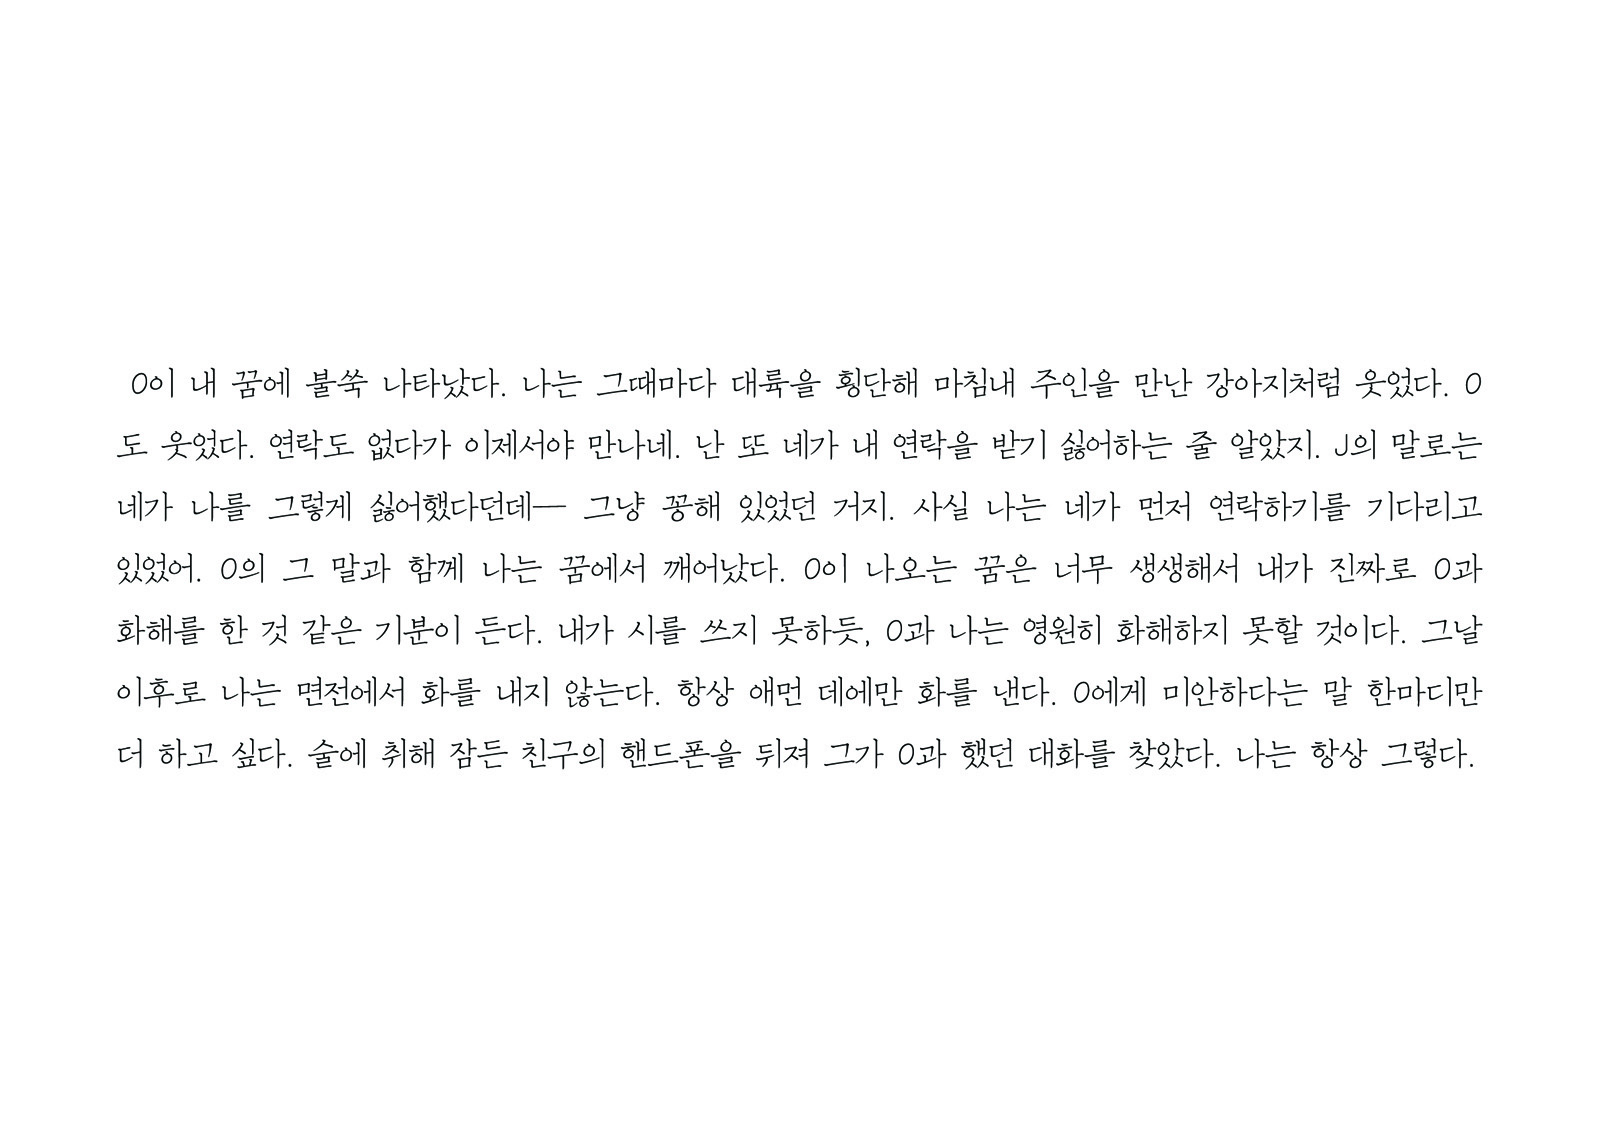 O이 내 꿈에 불쑥 나타났다. 나는 그때마다 대륙을 횡단해 마침내 주인을 만난 강아지처럼 웃었다. O
도 웃었다. 연락도 없다가 이제서야 만나네. 난 또 네가 내 연락을 받기 싫어하는 줄 알았지. J의 말로는
네가 나를 그렇게 싫어했다던데― 그냥 꽁해 있었던 거지. 사실 나는 네가 먼저 연락하기를 기다리고
있었어. O의 그 말과 함께 나는 꿈에서 깨어났다. O이 나오는 꿈은 너무 생생해서 내가 진짜로 O과
화해를 한 것 같은 기분이 든다. 내가 시를 쓰지 못하듯, O과 나는 영원히 화해하지 못할 것이다. 그날
이후로 나는 면전에서 화를 내지 않는다. 항상 애먼 데에만 화를 낸다. O에게 미안하다는 말 한마디만
더 하고 싶다. 술에 취해 잠든 친구의 핸드폰을 뒤져 그가 O과 했던 대화를 찾았다. 나는 항상 그렇다.